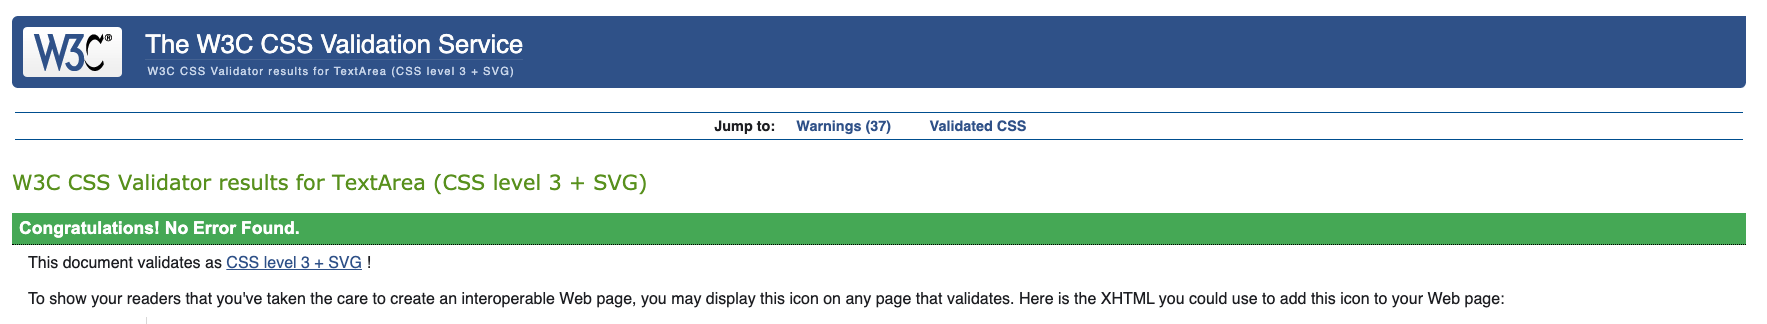 W3C®
The W3C CSS Validation Service
W3C CSS Validator results for TextArea (CSS level 3 + SVG)
Jump to: Warnings (37) Validated CSS
W3C CSS Validator results for TextArea (CSS level 3 + SVG)
Congratulations! No Error Found.
This document validates as CSS level 3 + SVG !
To show your readers that you've taken the care to create an interoperable Web page, you may display this icon on any page that validates. Here is the XHTML you could use to add this icon to your Web page: